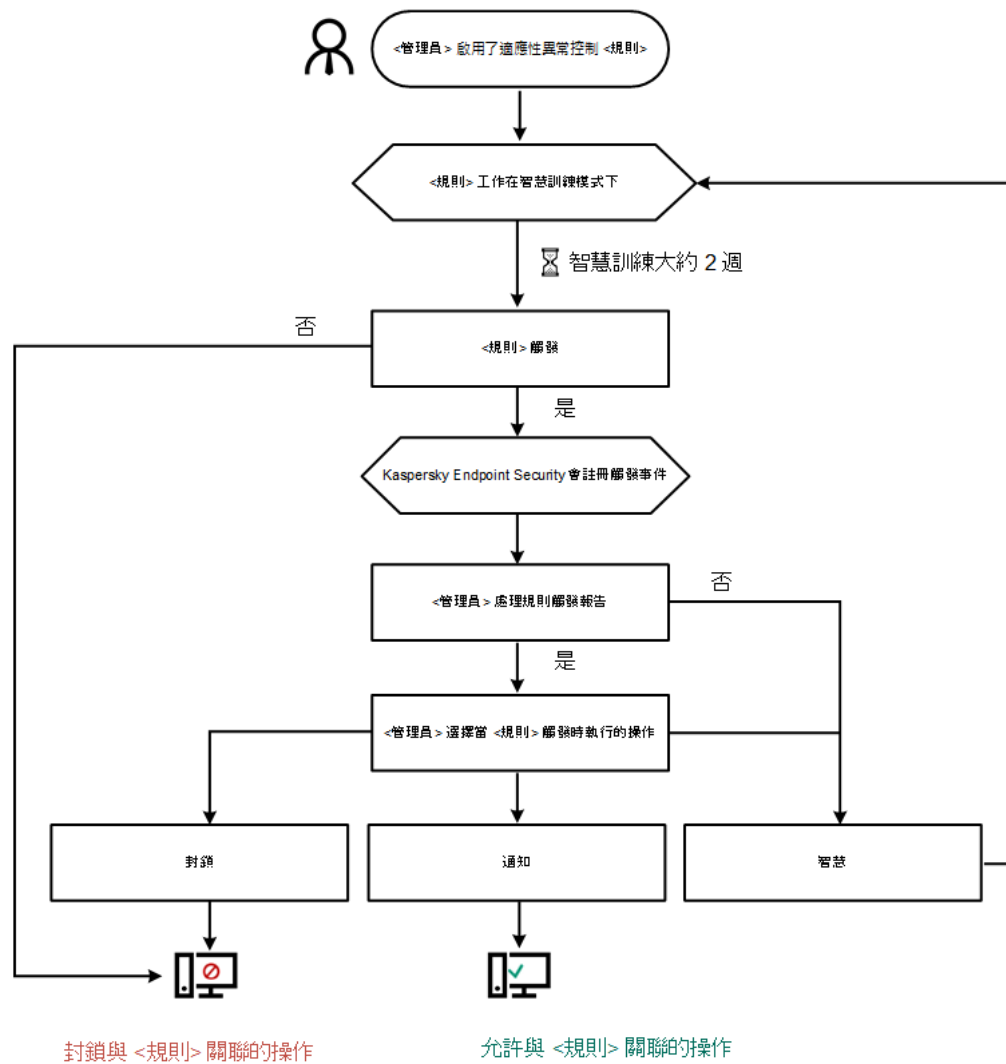 <管理員> 啟用了適應性異常控制 <規則>
<規則> 工作在智慧訓練模式下
智慧訓練大約 2 週
否
<規則> 觸發
是
Kaspersky Endpoint Security 會註冊觸發事件
否
<管理員> 處理規則觸發報告
是
<管理員> 選擇當 <規則> 觸發時執行的操作
封鎖
通知
智慧
封鎖與 <規則> 關聯的操作
允許與 <規則> 關聯的操作